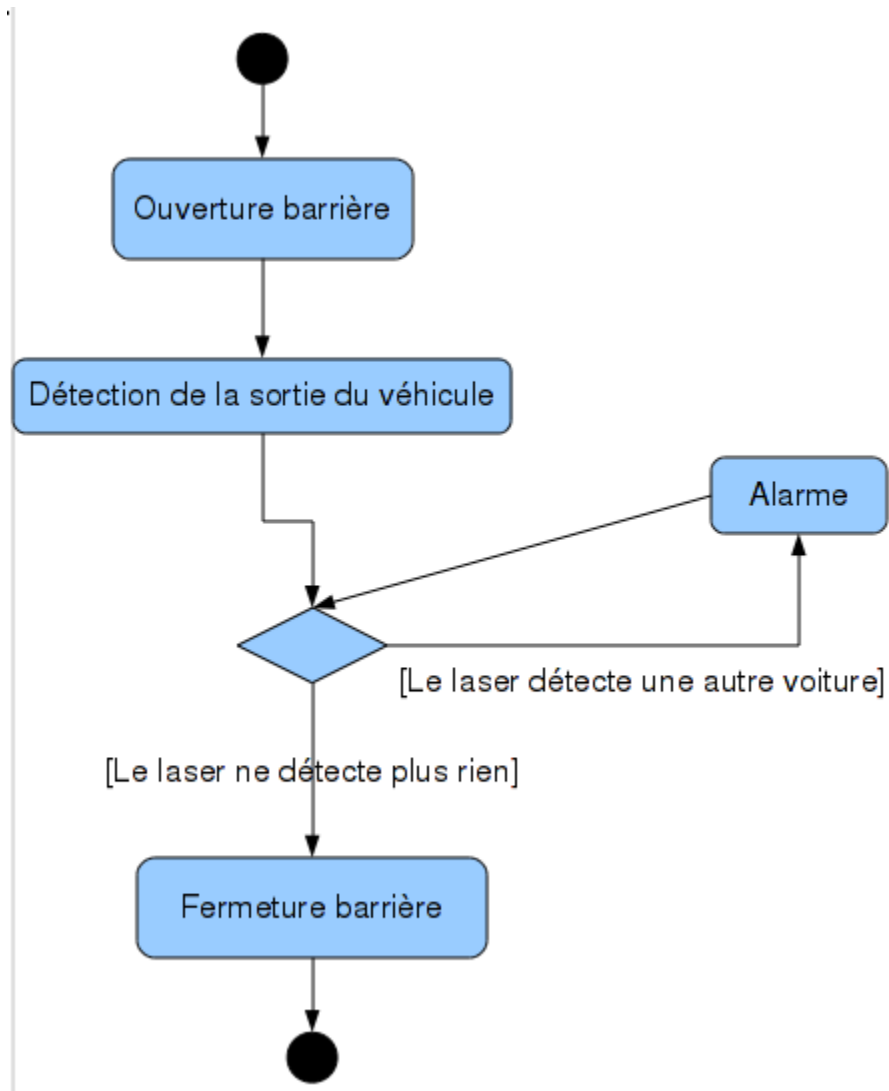 Ouverture barrière
Détection de la sortie du véhicule
Alarme
[Le laser détecte une autre voiture]
[Le laser ne détecte plus rien]
Fermeture barrière